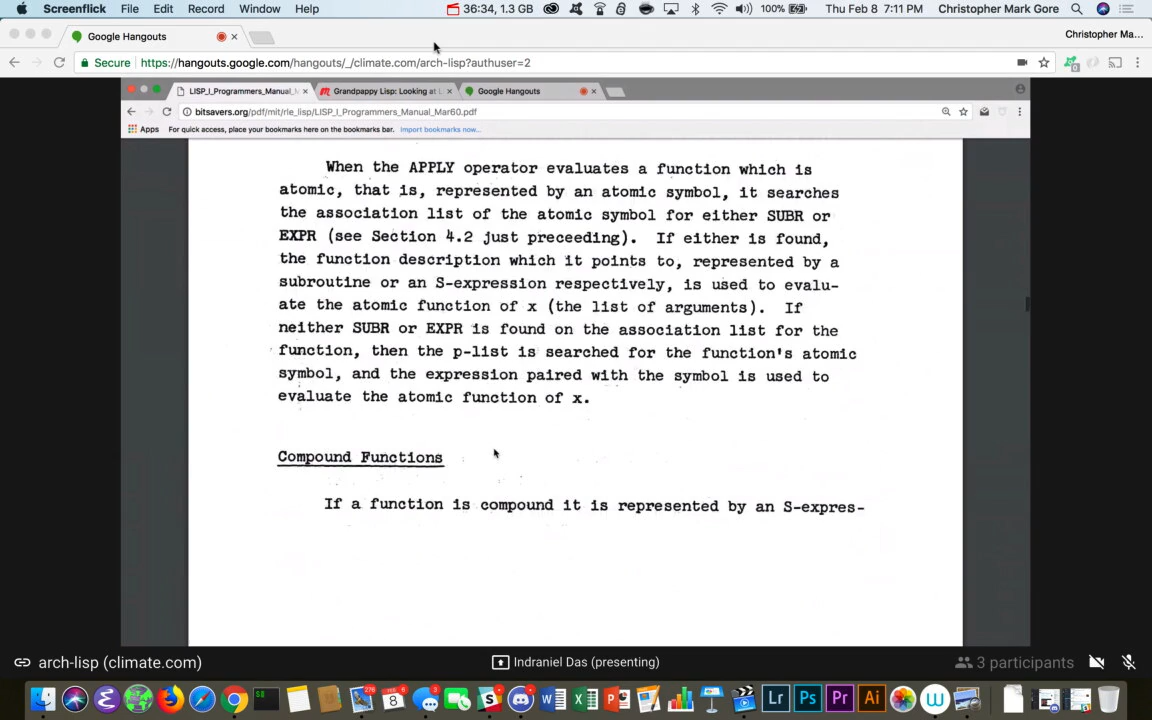 Screenflick File Edit Record Window Help 36:34, 1.3 GB 100% Thu Feb 8 7:11 PM Christopher Mark Gore
Google Hangouts Christopher Ma...
Secure https://hangouts.google.com/hangouts/_/climate.com/arch-lisp?authuser=2
LISP_I_Programmers_Manual_M Grandpappy Lisp: Looking at L Google Hangouts
bitsavers.org/pdf/mit/rle_lisp/LISP_I_Programmers_Manual_Mar60.pdf
Apps For quick access, place your bookmarks here on the bookmarks bar. Import bookmarks now...
When the APPLY operator evaluates a function which is
atomic, that is, represented by an atomic symbol, it searches
the association list of the atomic symbol for either SUBR or
EXPR (see Section 4.2 just preceeding). If either is found,
the function description which it points to, represented by a
subroutine or an S-expression respectively, is used to evalu-
ate the atomic function of x (the list of arguments). If
neither SUBR or EXPR is found on the association list for the
function, then the p-list is searched for the function's atomic
symbol, and the expression paired with the symbol is used to
evaluate the atomic function of x.
Compound Functions
If a function is compound it is represented by an S-expres-
arch-lisp (climate.com) Indraniel Das (presenting) 3 participants
276 8 3 Lr Ps Pr Ai